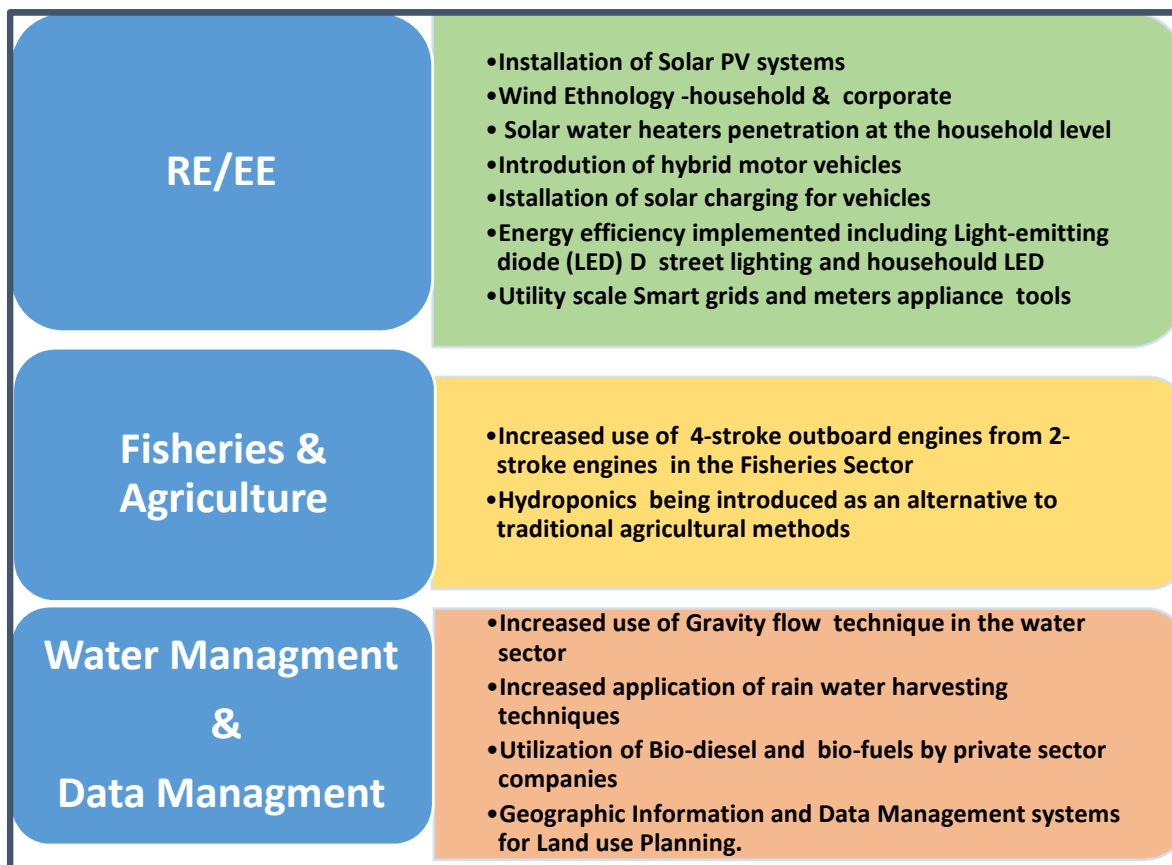 RE/EE
•Installation of Solar PV systems
•Wind Ethnology -household & corporate
• Solar water heaters penetration at the household level
•Introdution of hybrid motor vehicles
•Istallation of solar charging for vehicles
•Energy efficiency implemented including Light-emitting
diode (LED) D street lighting and househould LED
•Utility scale Smart grids and meters appliance tools
Fisheries &
Agriculture
•Increased use of 4-stroke outboard engines from 2-
stroke engines in the Fisheries Sector
•Hydroponics being introduced as an alternative to
traditional agricultural methods
Water Managment
&
Data Managment
•Increased use of Gravity flow technique in the water
sector
•Increased application of rain water harvesting
techniques
•Utilization of Bio-diesel and bio-fuels by private sector
companies
•Geographic Information and Data Management systems
for Land use Planning.